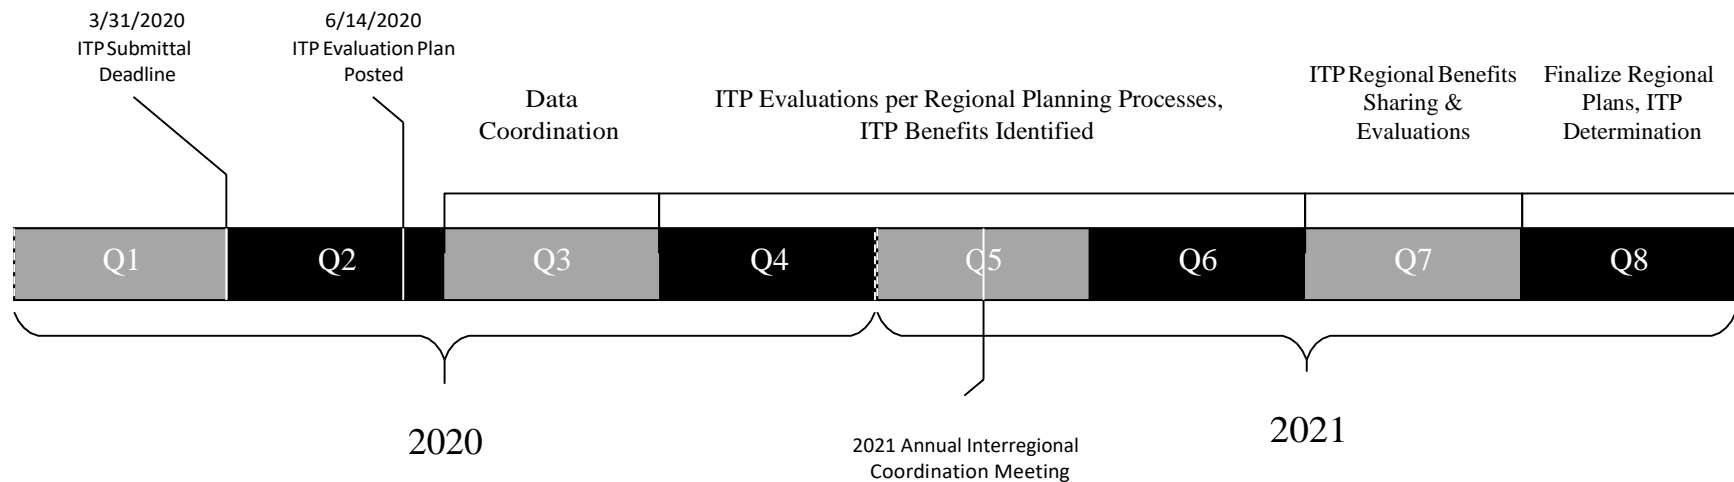 3/31/2020
ITP Submittal
Deadline
6/14/2020
ITP Evaluation Plan
Posted
Data
Coordination
ITP Evaluations per Regional Planning Processes,
ITP Benefits Identified
ITP Regional Benefits
Sharing &
Evaluations
Finalize Regional
Plans, ITP
Determination
Q1
Q2
Q3
Q4
Q5
Q6
Q7
Q8
2020
2021
2021 Annual Interregional
Coordination Meeting